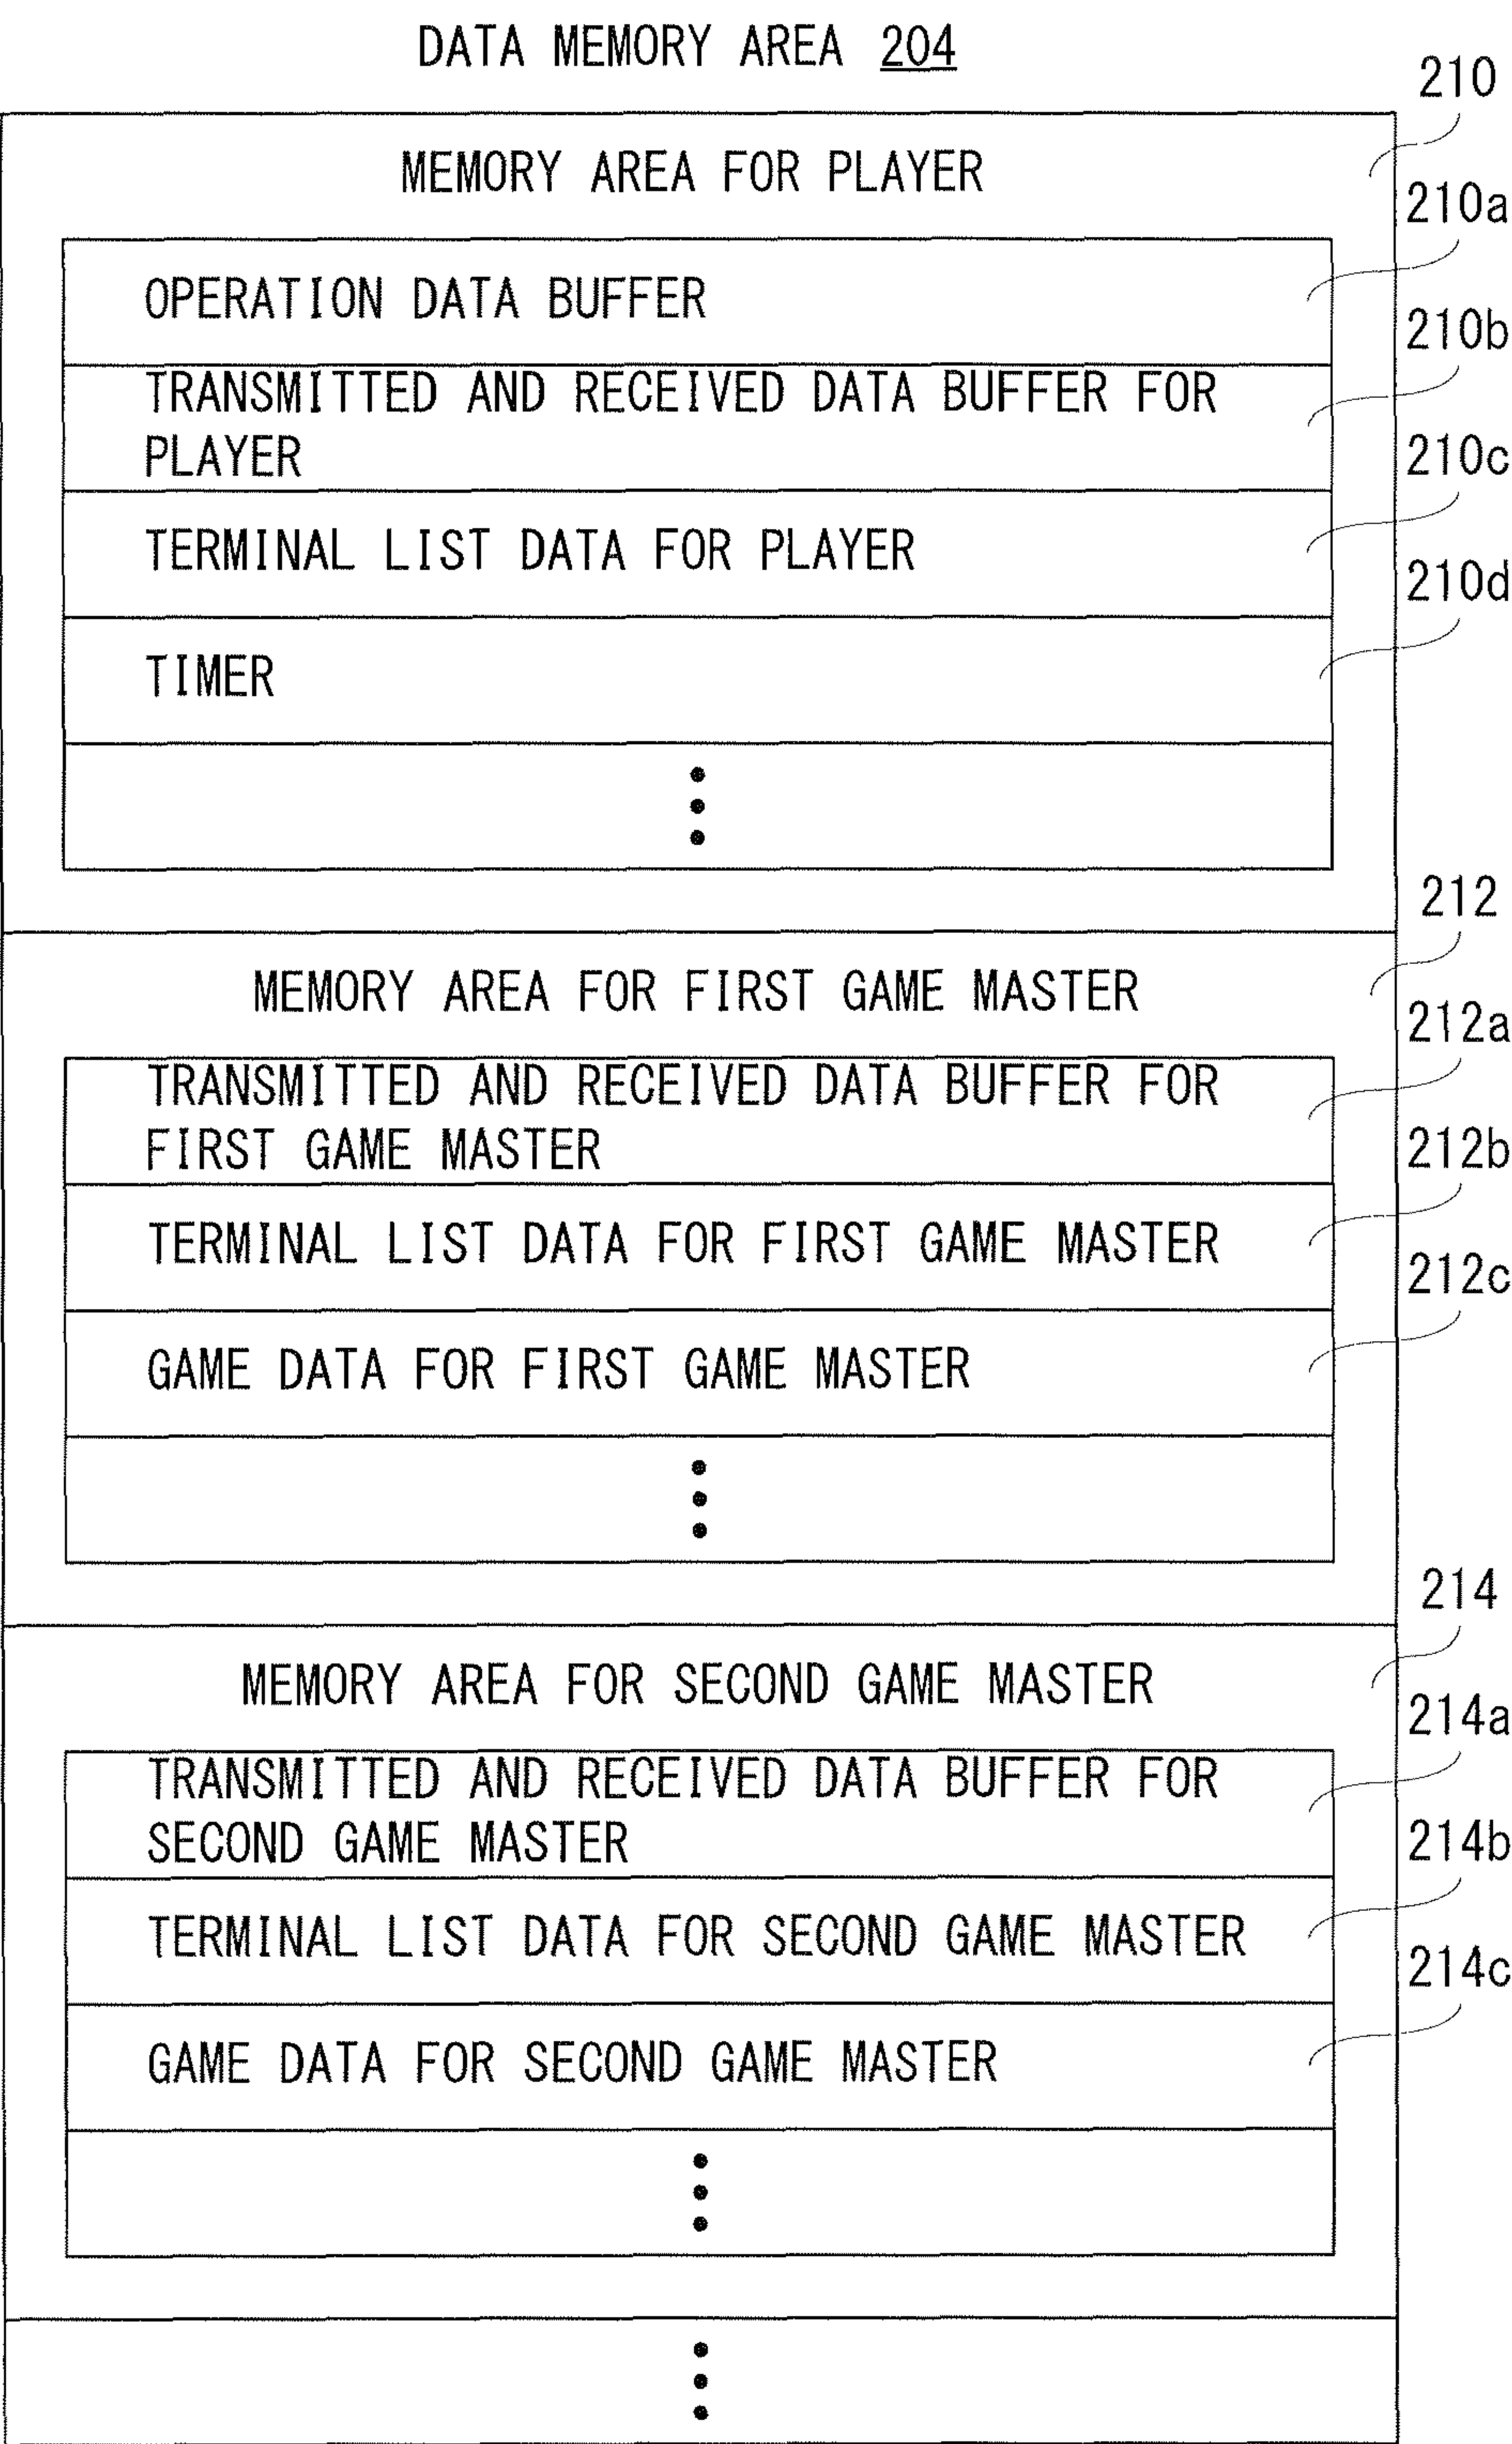 DATA MEMORY AREA 204
210
MEMORY AREA FOR PLAYER
210a
OPERATION DATA BUFFER
210b
TRANSMITTED AND RECEIVED DATA BUFFER FOR
PLAYER
210c
TERMINAL LIST DATA FOR PLAYER
210d
TIMER
212
MEMORY AREA FOR FIRST GAME MASTER
212a
TRANSMITTED AND RECEIVED DATA BUFFER FOR
FIRST GAME MASTER
212b
TERMINAL LIST DATA FOR FIRST GAME MASTER
212c
GAME DATA FOR FIRST GAME MASTER
214
MEMORY AREA FOR SECOND GAME MASTER
214a
TRANSMITTED AND RECEIVED DATA BUFFER FOR
SECOND GAME MASTER
214b
TERMINAL LIST DATA FOR SECOND GAME MASTER
214c
GAME DATA FOR SECOND GAME MASTER